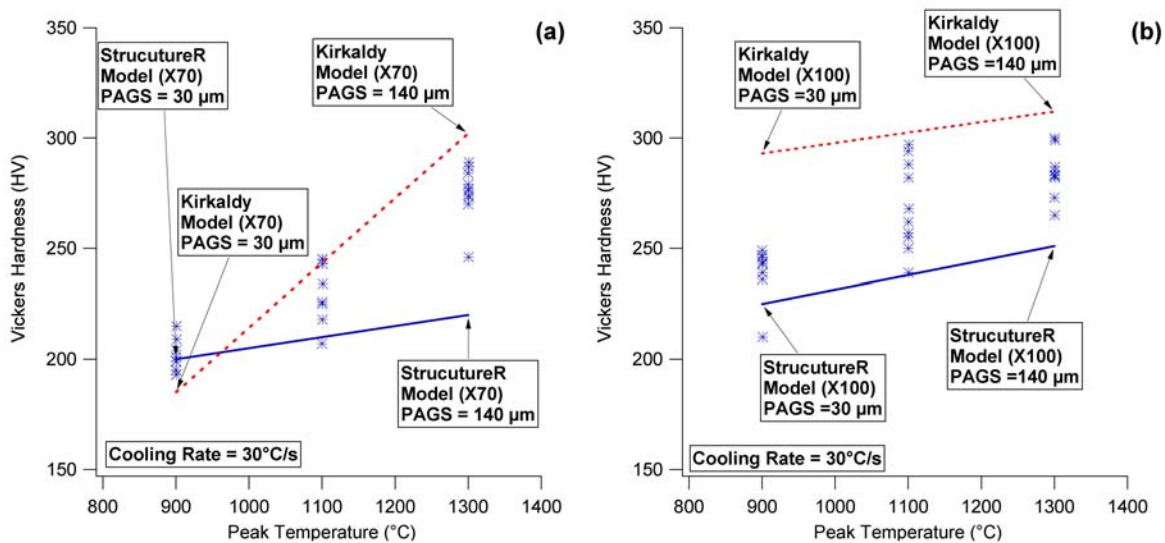 (a)
350
300
250
200
150
Vickers Hardness (HV)
StrucutureR
Model (X70)
PAGS = 30 µm
Kirkaldy
Model (X70)
PAGS = 140 µm
Kirkaldy
Model (X70)
PAGS = 30 µm
StrucutureR
Model (X70)
PAGS = 140 µm
Cooling Rate = 30°C/s
800
900
1000
1100
1200
1300
1400
Peak Temperature (°C)
(b)
350
300
250
200
150
Vickers Hardness (HV)
Kirkaldy
Model (X100)
PAGS =30 µm
Kirkaldy
Model (X100)
PAGS =140 µm
StrucutureR
Model (X100)
PAGS =30 µm
StrucutureR
Model (X100)
PAGS =140 µm
Cooling Rate = 30°C/s
800
900
1000
1100
1200
1300
1400
Peak Temperature (°C)